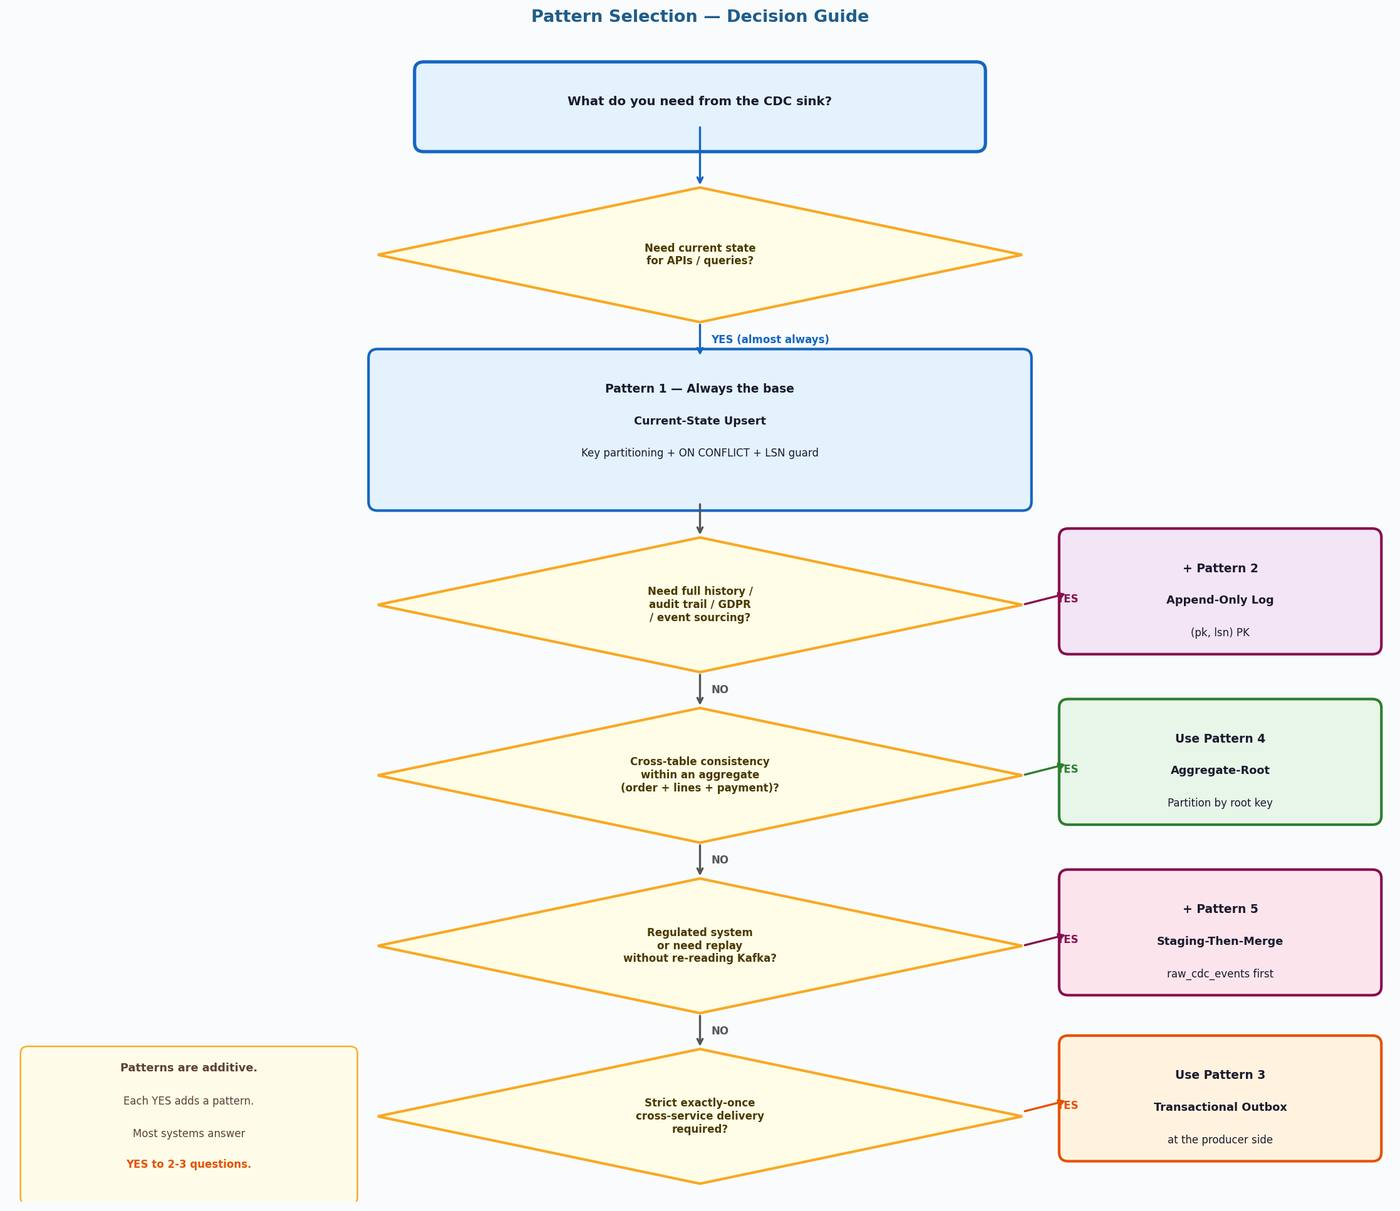 Pattern Selection — Decision Guide
What do you need from the CDC sink?
Need current state
for APIs / queries?
YES (almost always)
Pattern 1 — Always the base
Current-State Upsert
Key partitioning + ON CONFLICT + LSN guard
Need full history /
audit trail / GDPR
/ event sourcing?
YES
+ Pattern 2
Append-Only Log
(pk, lsn) PK
NO
Cross-table consistency
within an aggregate
(order + lines + payment)?
YES
Use Pattern 4
Aggregate-Root
Partition by root key
NO
Regulated system
or need replay
without re-reading Kafka?
YES
+ Pattern 5
Staging-Then-Merge
raw_cdc_events first
NO
Strict exactly-once
cross-service delivery
required?
YES
Use Pattern 3
Transactional Outbox
at the producer side
Patterns are additive.
Each YES adds a pattern.
Most systems answer
YES to 2-3 questions.